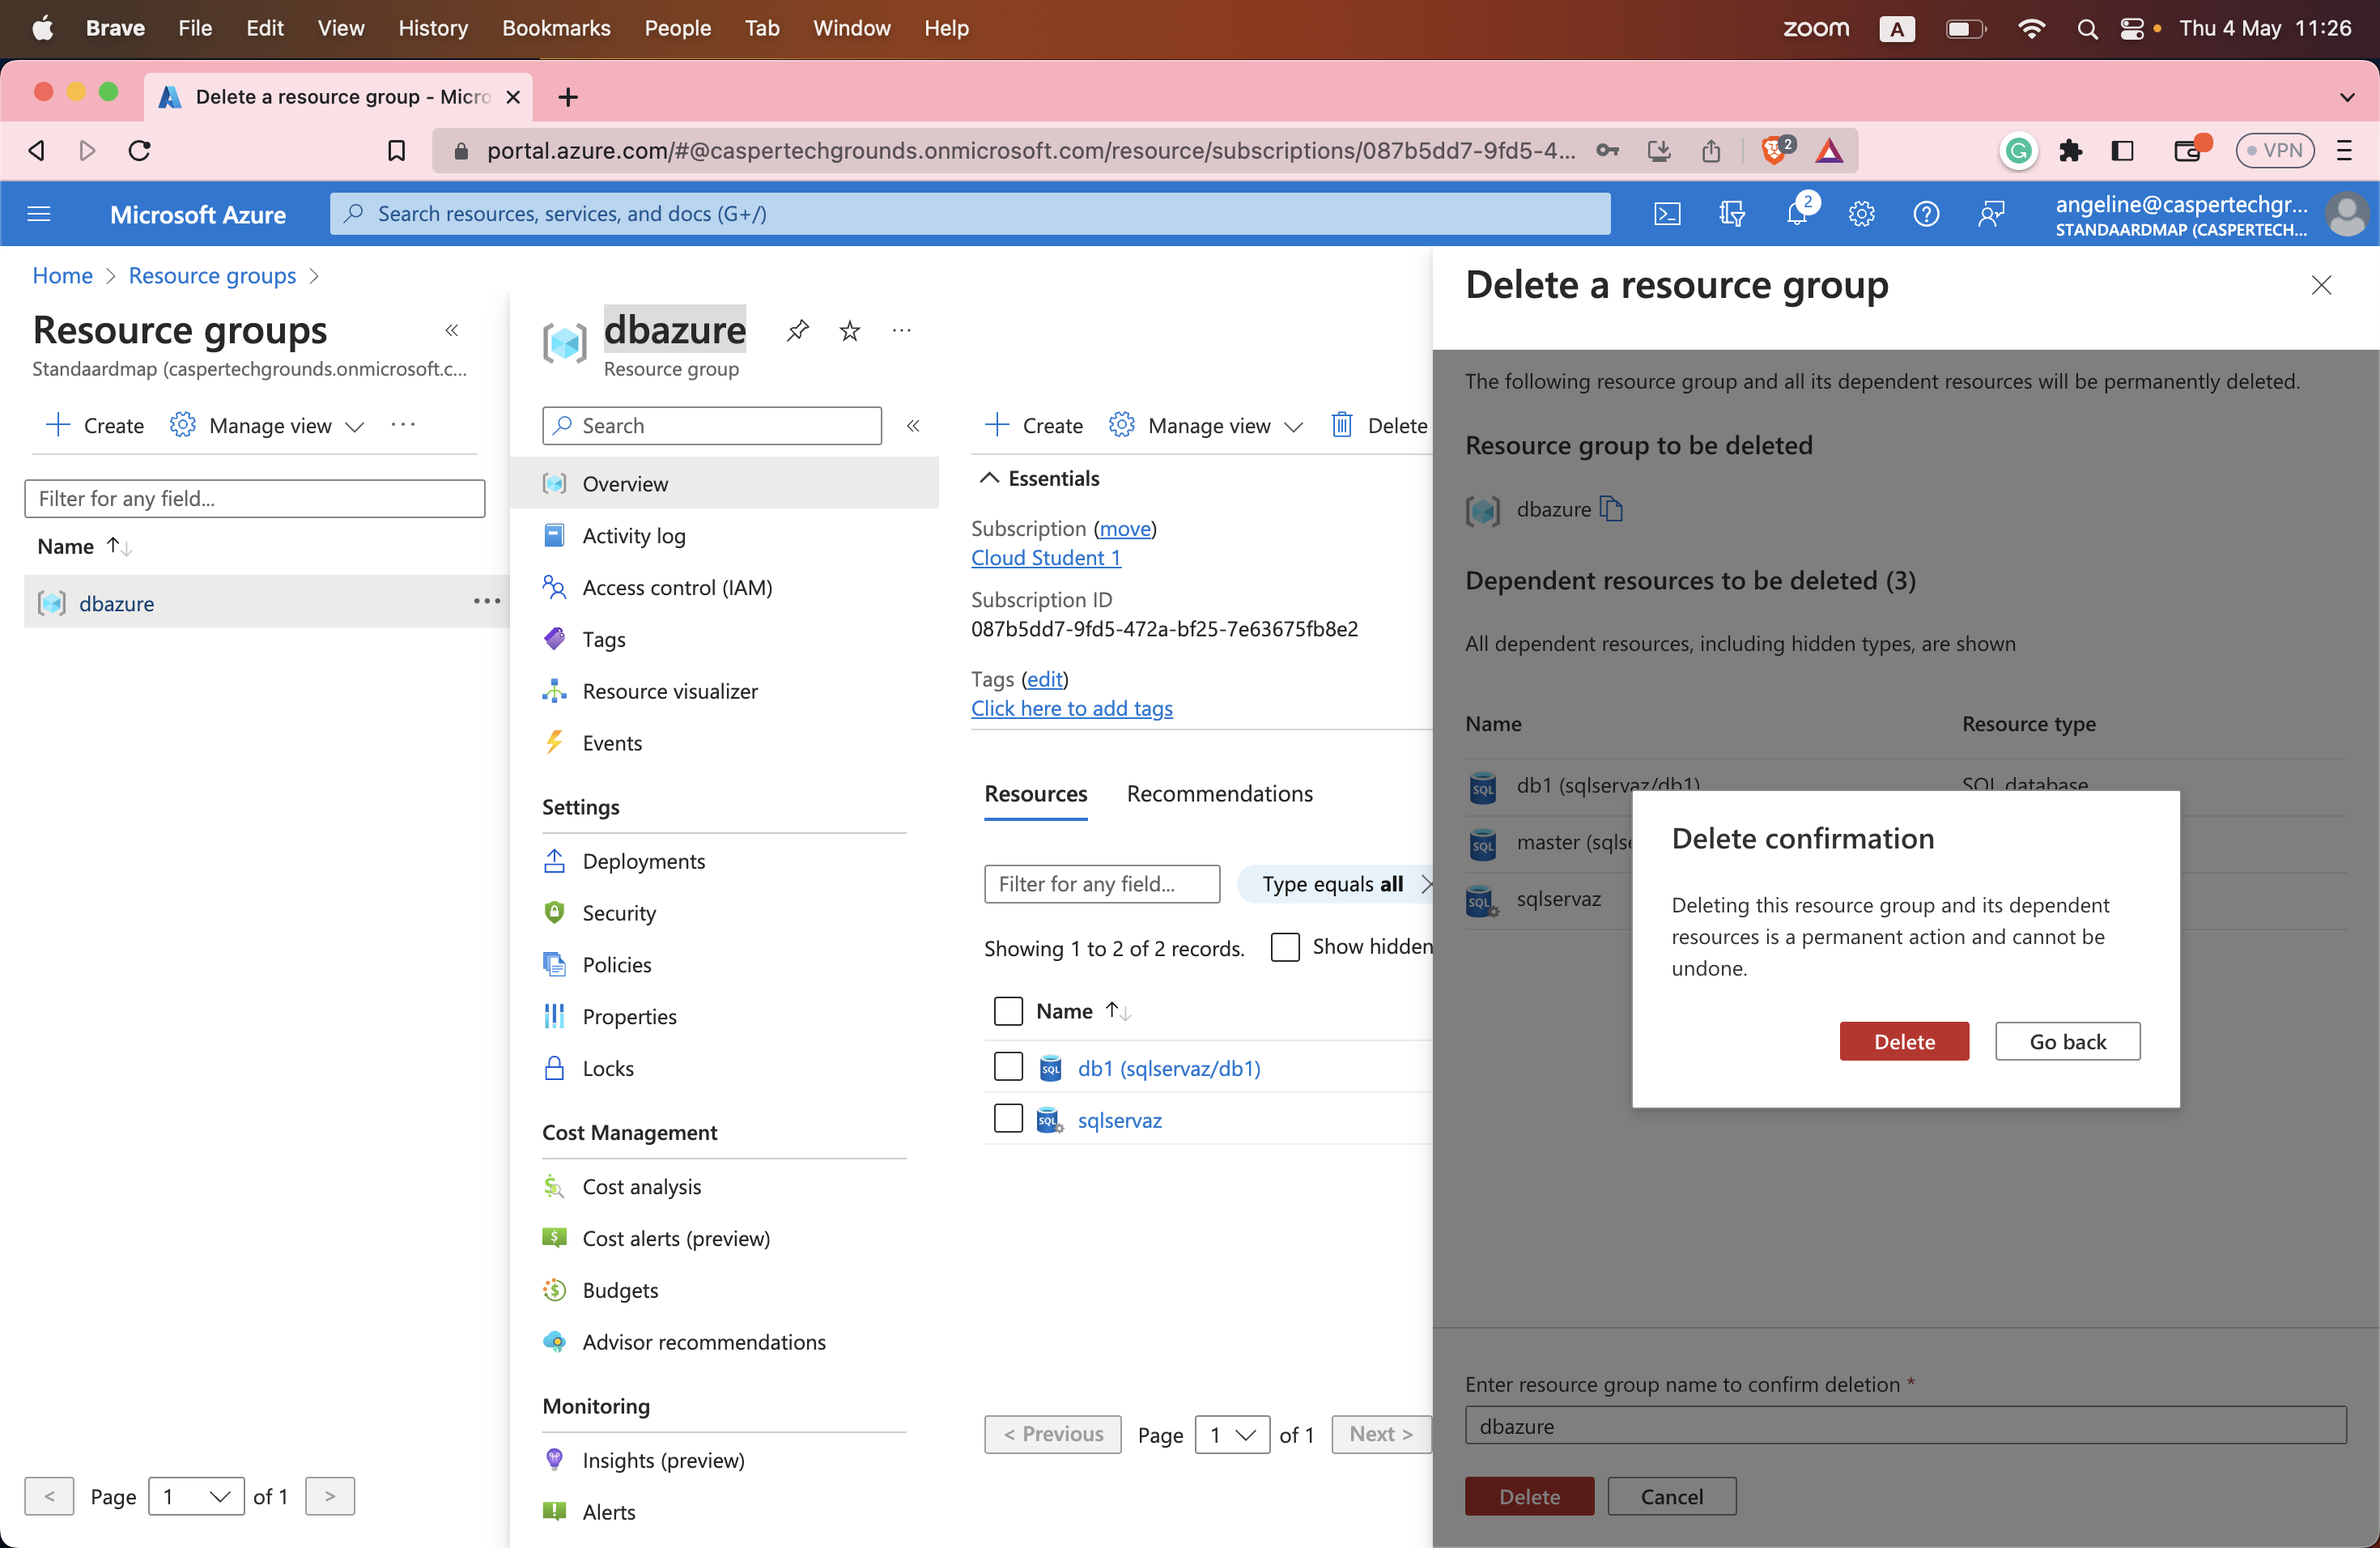 Brave File Edit View History Bookmarks People Tab Window Help
zoom A Thu 4 May 11:26
Delete a resource group - Micro
portal.azure.com/#@caspertechgrounds.onmicrosoft.com/resource/subscriptions/087b5dd7-9fd5-4...
2
VPN
Microsoft Azure
Search resources, services, and docs (G+/)
2
angeline@caspertechgr...
STANDAARDMAP (CASPERTECH...
Home > Resource groups >
Resource groups
Standaardmap (caspertechgrounds.onmicrosoft.c...
Create Manage view ...
Filter for any field...
Name
dbazure
< Page 1 of 1 >
dbazure
Resource group
Search
Overview
Activity log
Access control (IAM)
Tags
Resource visualizer
Events
Settings
Deployments
Security
Policies
Properties
Locks
Cost Management
Cost analysis
Cost alerts (preview)
Budgets
Advisor recommendations
Monitoring
Insights (preview)
Alerts
Create Manage view Delete
Essentials
Subscription (move)
Cloud Student 1
Subscription ID
087b5dd7-9fd5-472a-bf25-7e63675fb8e2
Tags (edit)
Click here to add tags
Resources Recommendations
Filter for any field... Type equals all
Showing 1 to 2 of 2 records. Show hidden
Name
SQL db1 (sqlservaz/db1)
SQL sqlservaz
< Previous Page 1 of 1 Next >
Delete a resource group
The following resource group and all its dependent resources will be permanently deleted.
Resource group to be deleted
dbazure
Dependent resources to be deleted (3)
All dependent resources, including hidden types, are shown
Name Resource type
SQL db1 (sqlservaz/db1) SQL database
SQL master (sqlse
SQL sqlservaz
Delete confirmation
Deleting this resource group and its dependent
resources is a permanent action and cannot be
undone.
Delete Go back
Enter resource group name to confirm deletion *
dbazure
Delete Cancel